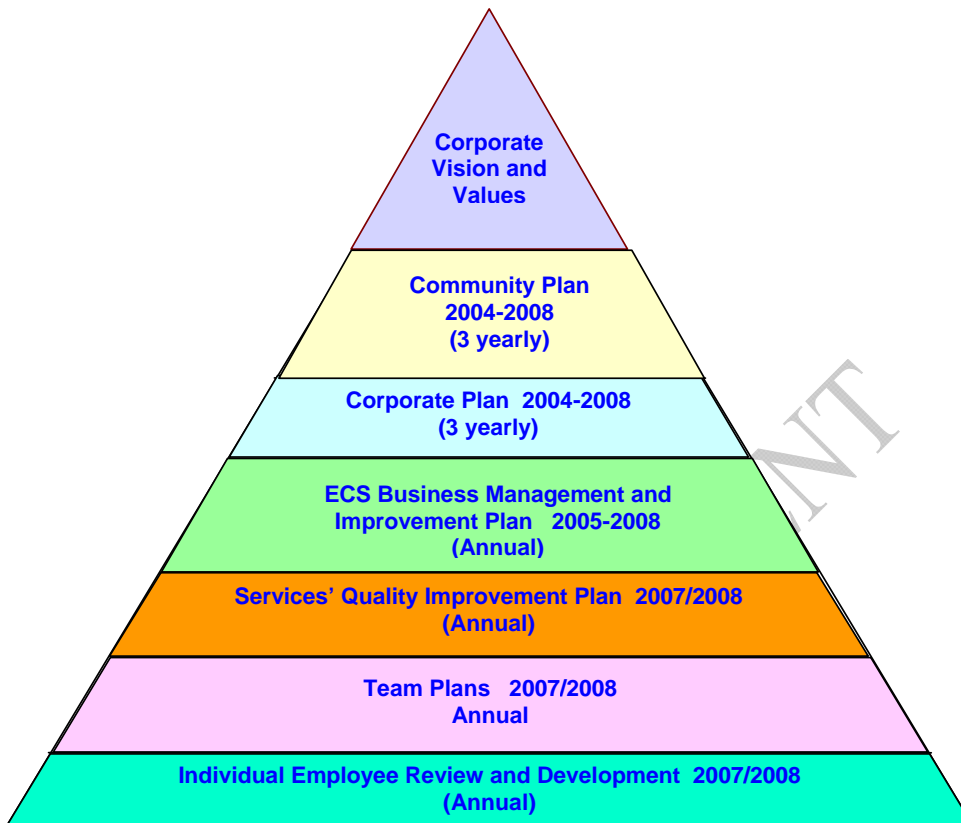 Corporate
Vision and
Values
Community Plan
2004-2008
(3 yearly)
Corporate Plan 2004-2008
(3 yearly)
ECS Business Management and
Improvement Plan 2005-2008
(Annual)
Services’ Quality Improvement Plan 2007/2008
(Annual)
Team Plans 2007/2008
Annual
Individual Employee Review and Development 2007/2008
(Annual)